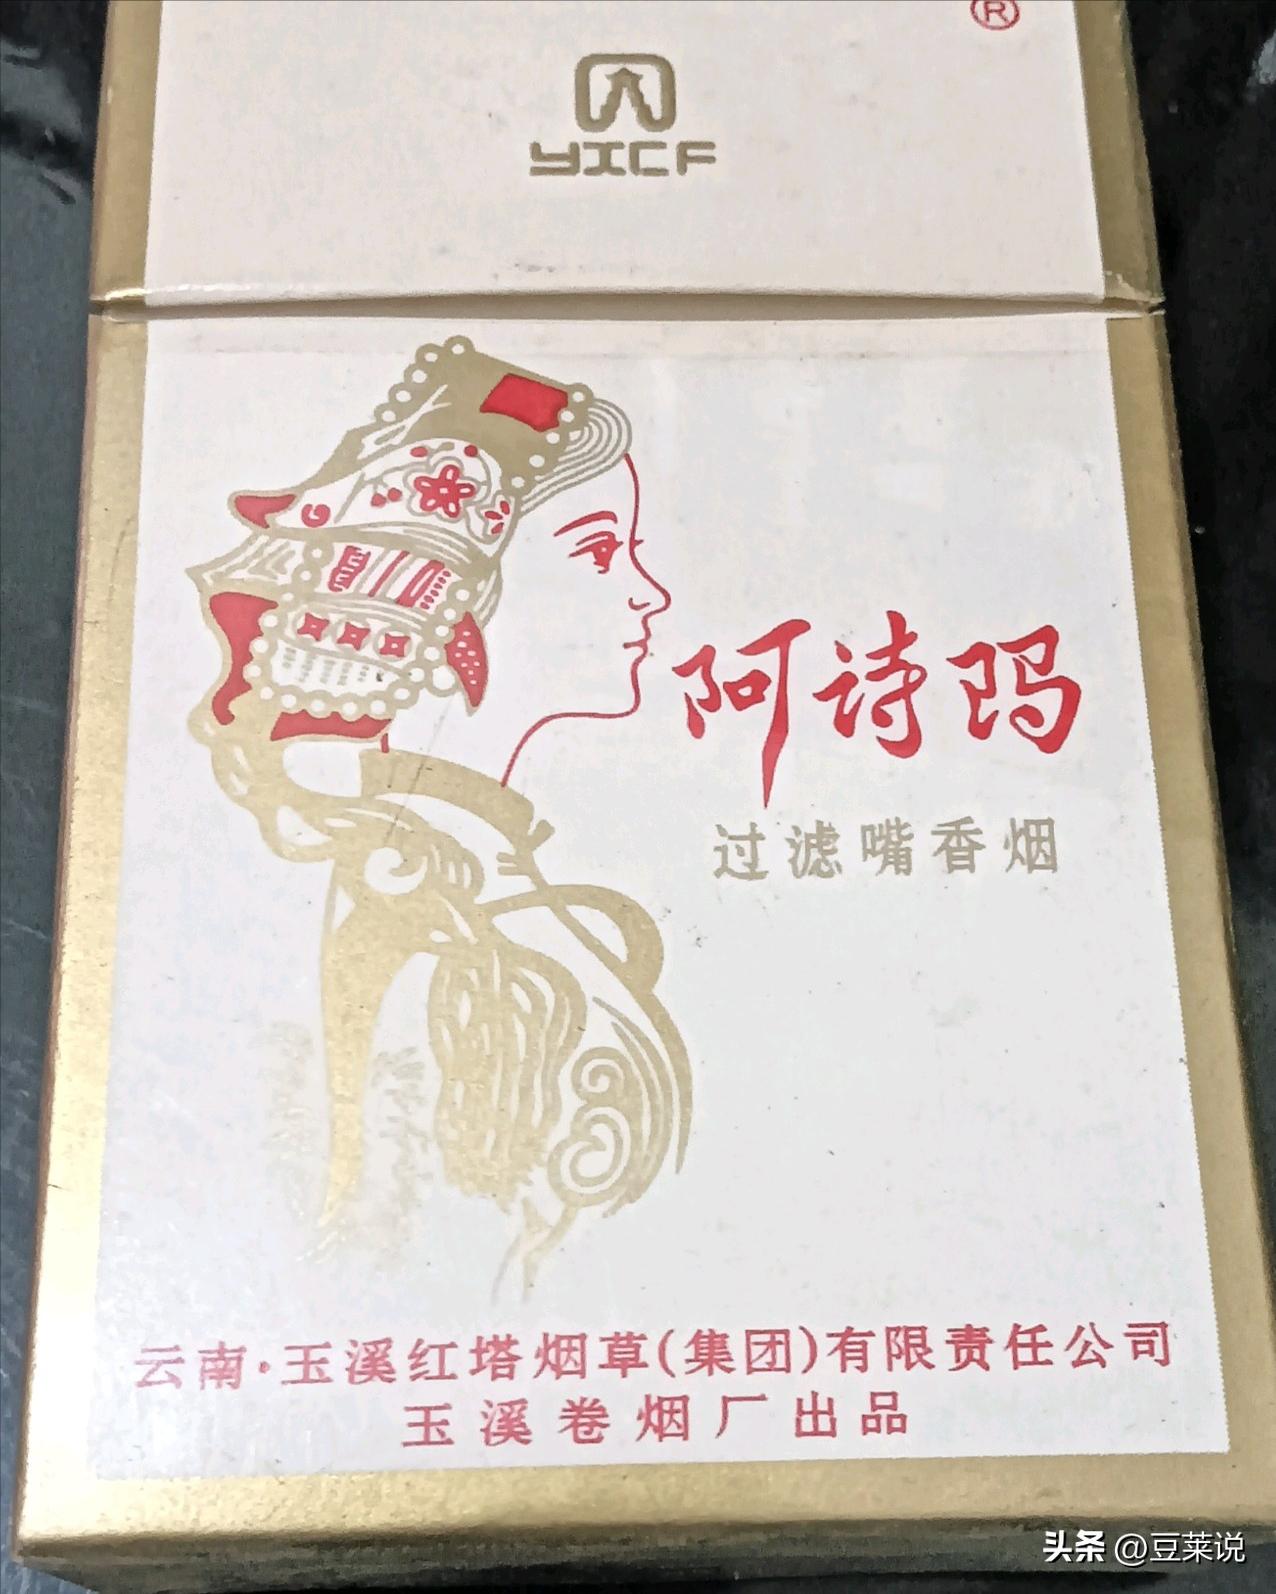 ®
YXCF
阿诗玛
过滤嘴香烟
云南·玉溪红塔烟草(集团)有限责任公司
玉溪卷烟厂出品
头条 @豆莱说